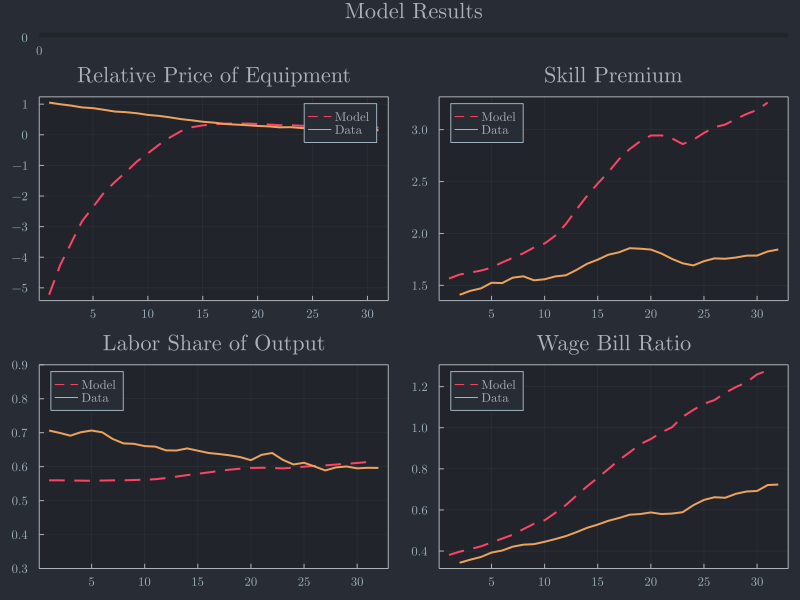 Model Results
0
0
Relative Price of Equipment
Skill Premium
1
0
−1
−2
−3
−4
−5
5 10 15 20 25 30
Model
Data
3.0
2.5
2.0
1.5
5 10 15 20 25 30
Model
Data
Labor Share of Output
Wage Bill Ratio
0.9
0.8
0.7
0.6
0.5
0.4
0.3
5 10 15 20 25 30
Model
Data
1.2
1.0
0.8
0.6
0.4
5 10 15 20 25 30
Model
Data